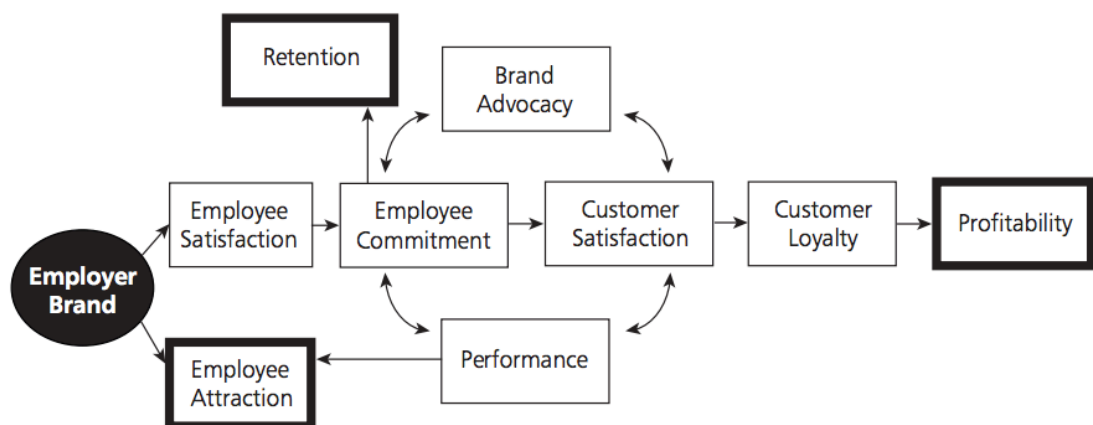 Retention
Brand
Advocacy
Employee
Satisfaction
Employee
Commitment
Customer
Satisfaction
Customer
Loyalty
Profitability
Employer
Brand
Employee
Attraction
Performance